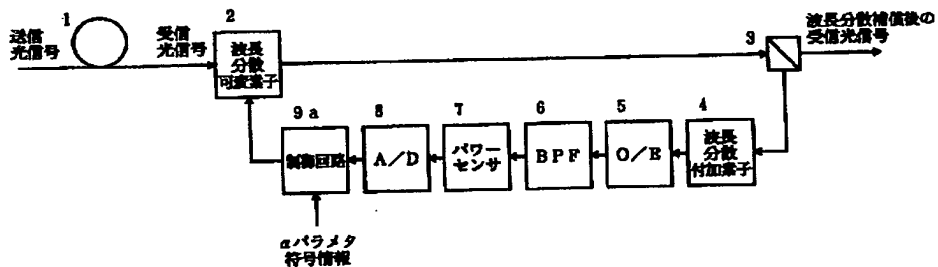 1
送信
光信号
受信
光信号
2
波長
分散
可変素子
3
波長分散補償後の
受信光信号
9a
制御回路
8
A/D
7
パワー
センサ
6
BPF
5
O/E
4
波長
分散
付加素子
αパラメタ
符号情報